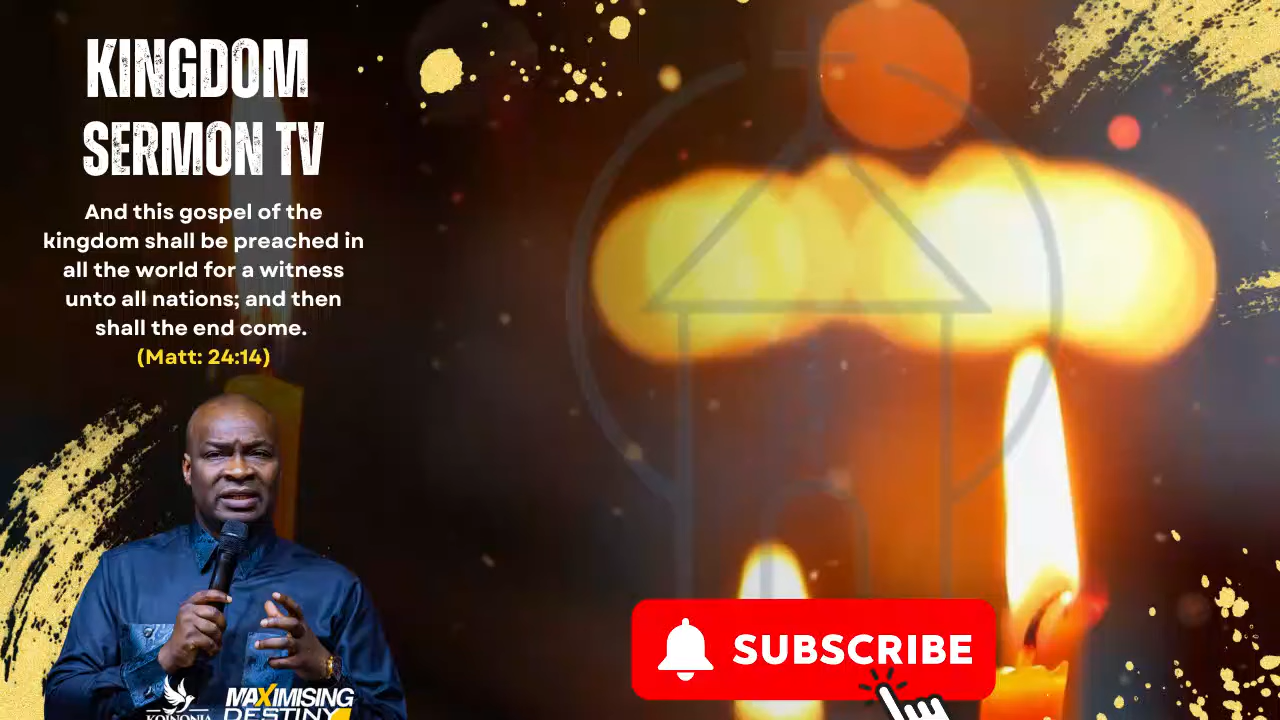 KINGDOM
SERMON TV
And this gospel of the
kingdom shall be preached in
all the world for a witness
unto all nations; and then
shall the end come.
(Matt: 24:14)
SUBSCRIBE
KOINONIA
MAXIMISING
DESTINY